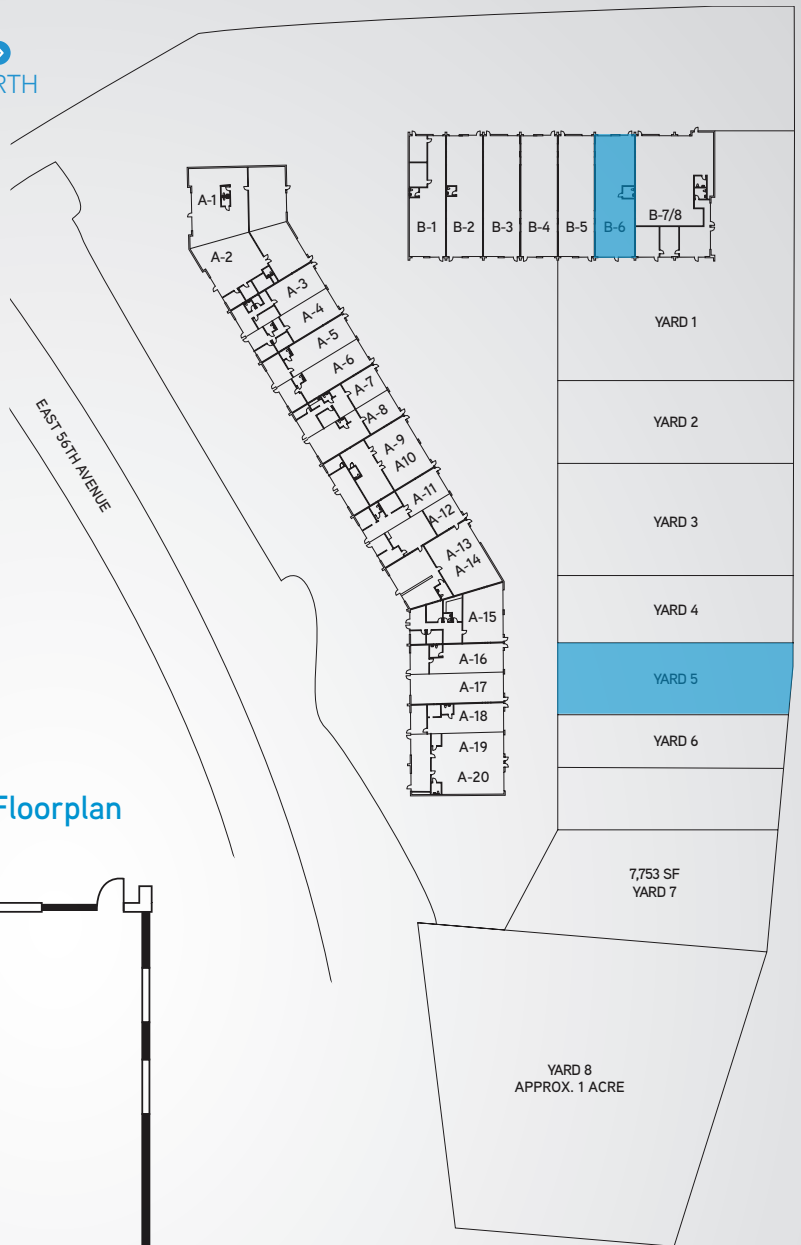 A-1
A-2
A-3
A-4
A-5
A-6
A-7
A-8
A-9
A10
A-11
A-12
A-13
A-14
A-15
A-16
A-17
A-18
A-19
A-20
B-1
B-2
B-3
B-4
B-5
B-6
B-7/8
YARD 1
YARD 2
YARD 3
YARD 4
YARD 5
YARD 6
7,753 SF
YARD 7
YARD 8
APPROX. 1 ACRE
EAST 56TH AVENUE
Floorplan